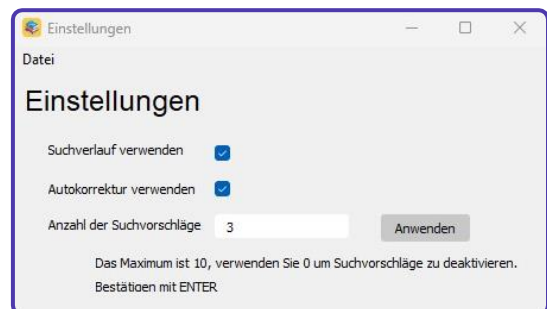 Einstellungen
Datei
Einstellungen
Suchverlauf verwenden
Autokorrektur verwenden
Anzahl der Suchvorschläge 3 Anwenden
Das Maximum ist 10, verwenden Sie 0 um Suchvorschläge zu deaktivieren.
Bestätigen mit ENTER